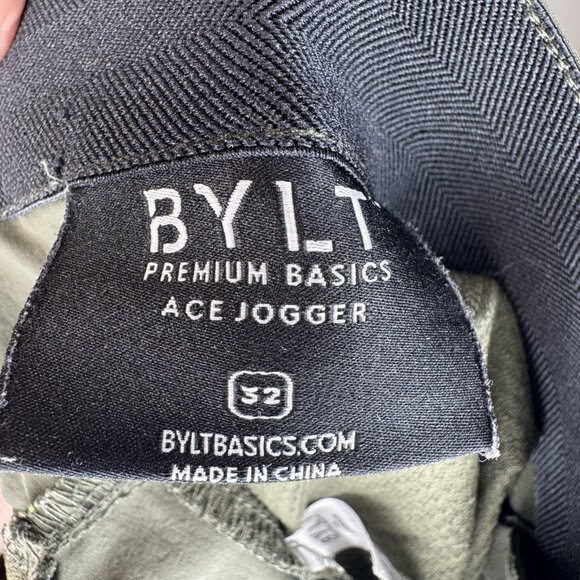 BYLT
PREMIUM BASICS
ACE JOGGER
32
BYLTBASICS.COM
MADE IN CHINA